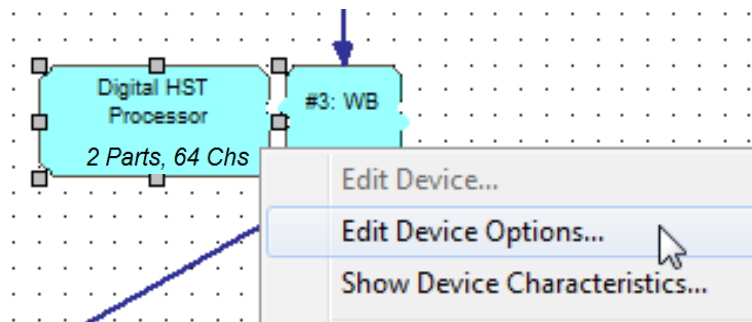 Digital HST
Processor
2 Parts, 64 Chs
#3: WB
Edit Device...
Edit Device Options...
Show Device Characteristics...